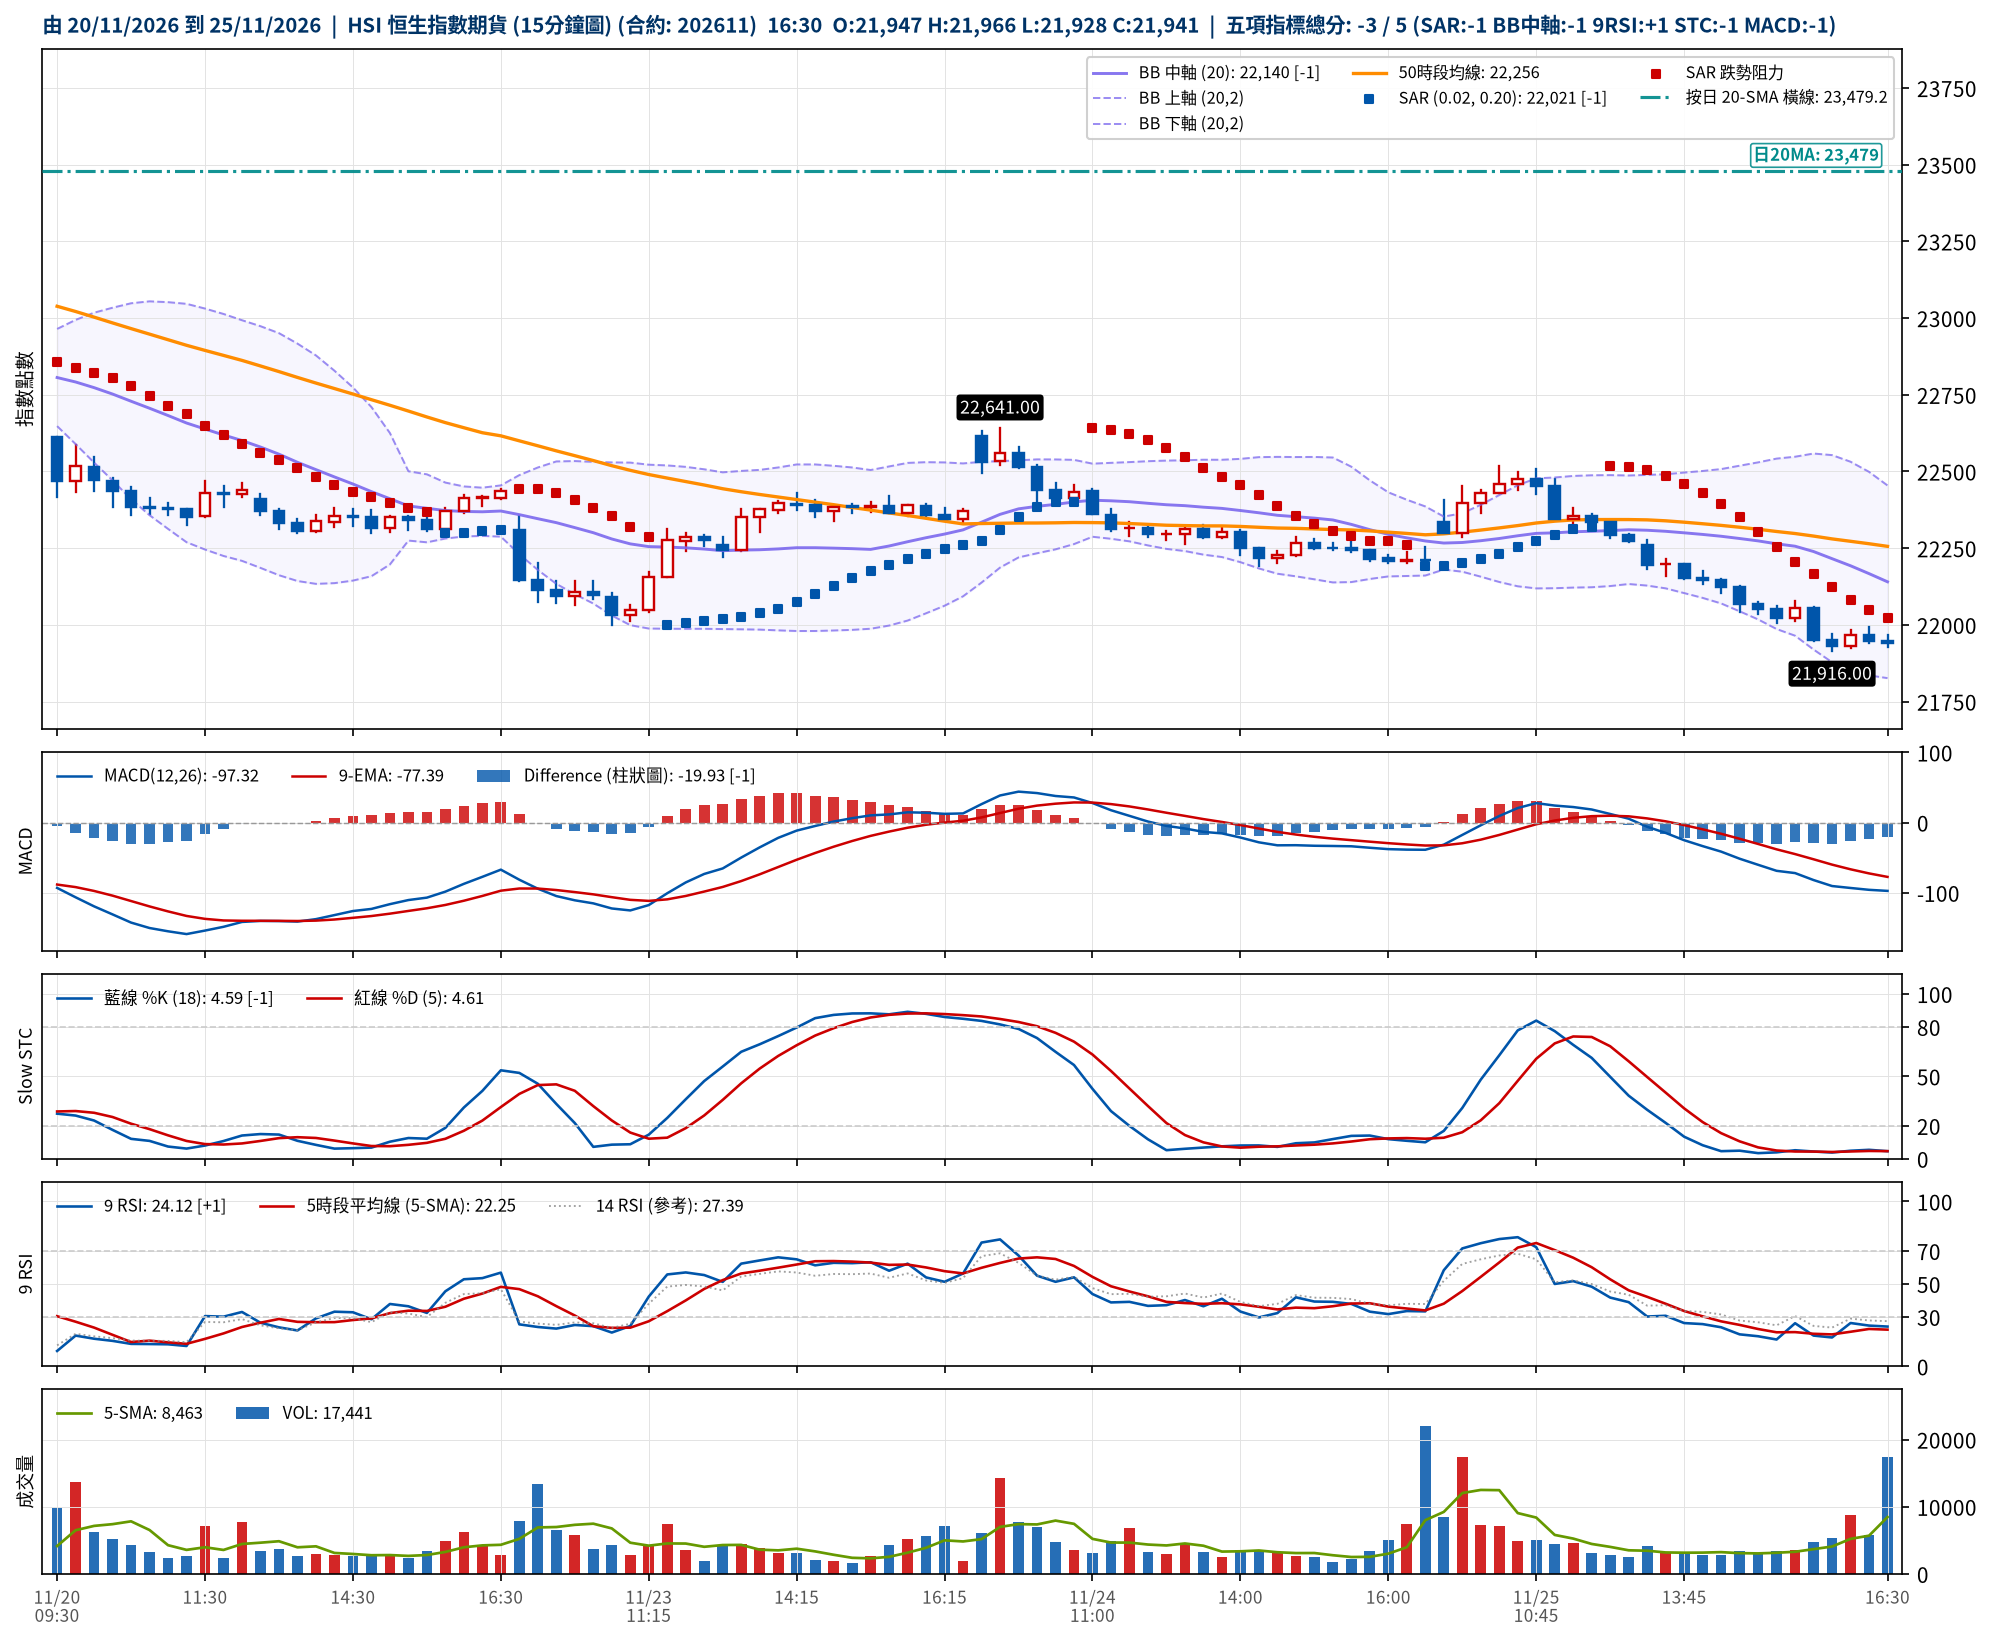 由 20/11/2026 到 25/11/2026 | HSI 恒生指數期貨 (15分鐘圖) (合約: 202611) 16:30 O:21,947 H:21,966 L:21,928 C:21,941 | 五項指標總分: -3 / 5 (SAR:-1 BB中軸:-1 9RSI:+1 STC:-1 MACD:-1)
BB 中軸 (20): 22,140 [-1]
50時段均線: 22,256
SAR 跌勢阻力
BB 上軸 (20,2)
SAR (0.02, 0.20): 22,021 [-1]
按日 20-SMA 橫線: 23,479.2
BB 下軸 (20,2)
日20MA: 23,479
22,641.00
21,916.00
指數點數
23750
23500
23250
23000
22750
22500
22250
22000
21750
MACD(12,26): -97.32
9-EMA: -77.39
Difference (柱狀圖): -19.93 [-1]
MACD
100
0
-100
藍線 %K (18): 4.59 [-1]
紅線 %D (5): 4.61
Slow STC
100
80
50
20
0
9 RSI: 24.12 [+1]
5時段平均線 (5-SMA): 22.25
14 RSI (參考): 27.39
9 RSI
100
70
50
30
0
5-SMA: 8,463
VOL: 17,441
成交量
20000
10000
0
11/20
09:30
11:30
14:30
16:30
11/23
11:15
14:15
16:15
11/24
11:00
14:00
16:00
11/25
10:45
13:45
16:30